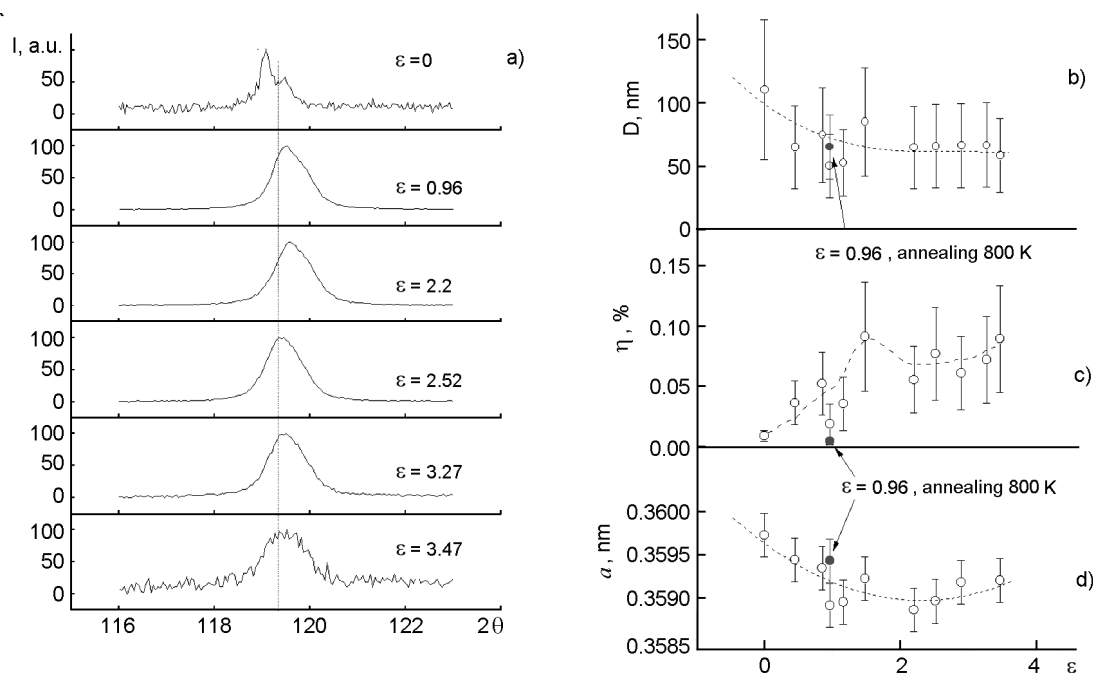 I, a.u.
a)
ε = 0
50
0
100
ε = 0.96
50
0
100
ε = 2.2
50
0
100
ε = 2.52
50
0
100
ε = 3.27
50
0
100
ε = 3.47
50
0
116
118
120
122
2θ
150
b)
D, nm
100
50
0
ε = 0.96 , annealing 800 K
0.15
η , %
0.10
c)
0.05
0.00
ε = 0.96 , annealing 800 K
0.3600
a, nm
0.3595
d)
0.3590
0.3585
0
2
4
ε